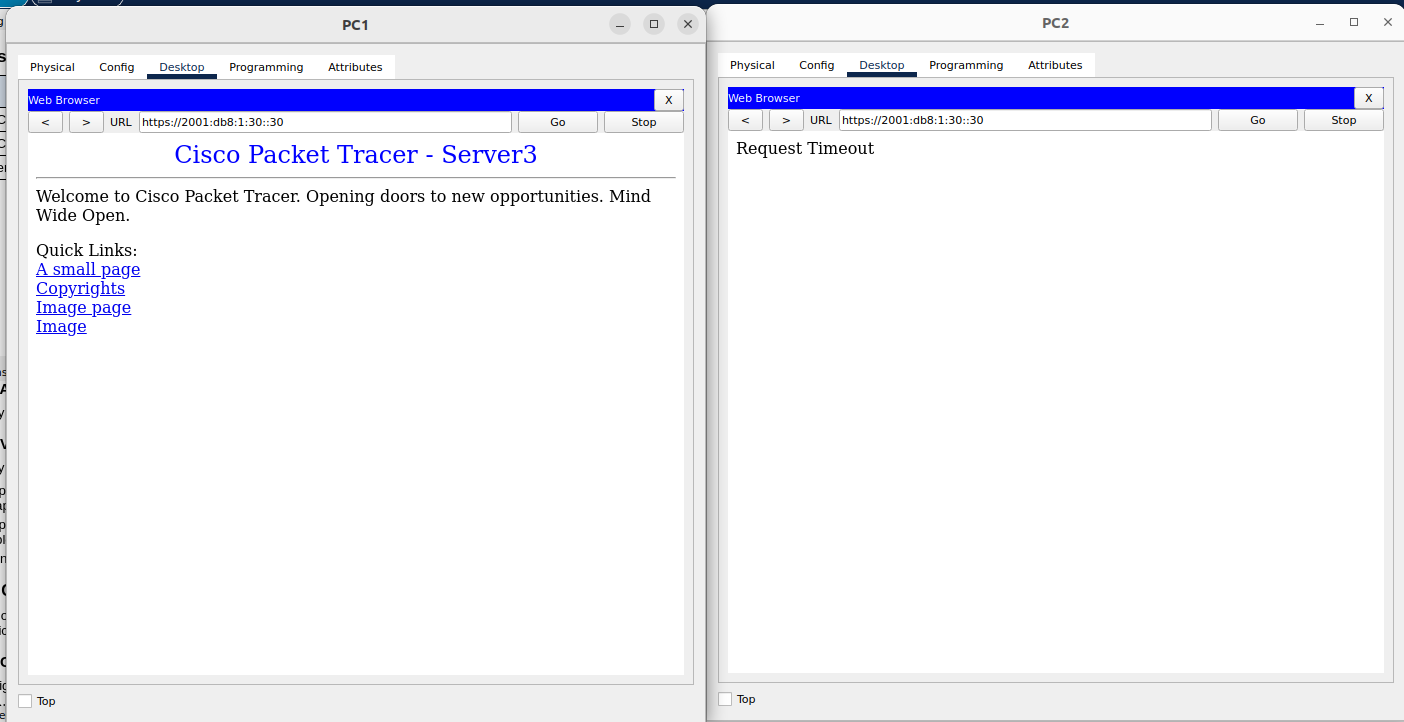 PC1
Physical Config Desktop Programming Attributes
Web Browser X
< > URL https://2001:db8:1:30::30 Go Stop
Cisco Packet Tracer - Server3
Welcome to Cisco Packet Tracer. Opening doors to new opportunities. Mind
Wide Open.
Quick Links:
A small page
Copyrights
Image page
Image
Top
PC2
Physical Config Desktop Programming Attributes
Web Browser X
< > URL https://2001:db8:1:30::30 Go Stop
Request Timeout
Top